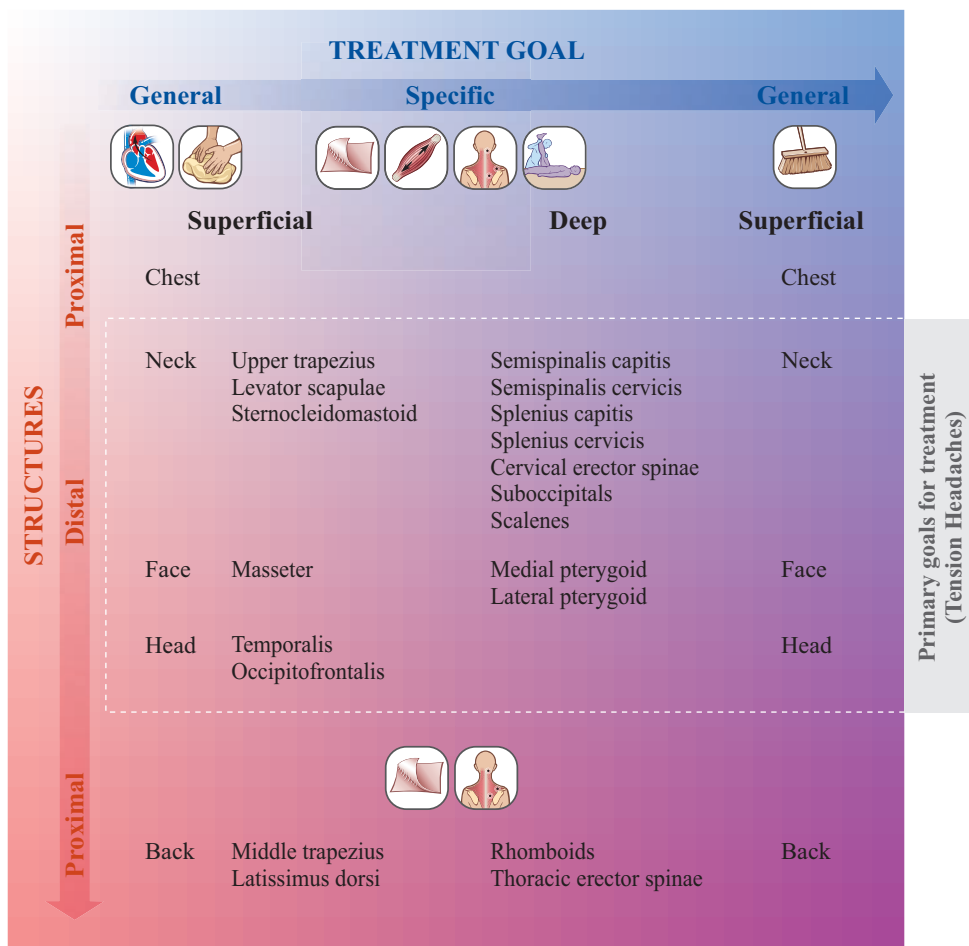 TREATMENT GOAL
General Specific General
Superficial Deep Superficial
STRUCTURES
Proximal
Distal
Proximal
Chest Chest
Neck Upper trapezius Semispinalis capitis Neck
Levator scapulae Semispinalis cervicis
Sternocleidomastoid Splenius capitis
Splenius cervicis
Cervical erector spinae
Suboccipitals
Scalenes
Face Masseter Medial pterygoid Face
Lateral pterygoid
Head Temporalis Head
Occipitofrontalis
Back Middle trapezius Rhomboids Back
Latissimus dorsi Thoracic erector spinae
Primary goals for treatment
(Tension Headaches)